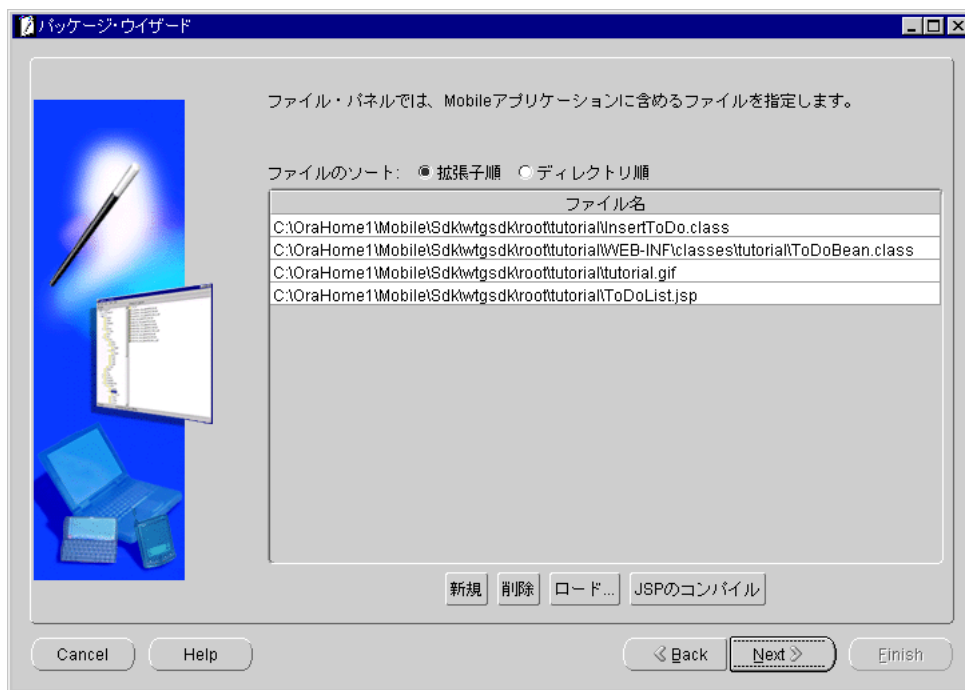 パッケージ・ウィザード
ファイル・パネルでは、Mobileアプリケーションに含めるファイルを指定します。
ファイルのソート: 拡張子順 ディレクトリ順
ファイル名
C:\OraHome1\Mobile\Sdk\wtgsdk\root\tutorial\InsertToDo.class
C:\OraHome1\Mobile\Sdk\wtgsdk\root\tutorial\WEB-INF\classes\tutorial\ToDoBean.class
C:\OraHome1\Mobile\Sdk\wtgsdk\root\tutorial\tutorial.gif
C:\OraHome1\Mobile\Sdk\wtgsdk\root\tutorial\ToDoList.jsp
新規 削除 ロード... JSPのコンパイル
Cancel Help Back Next Finish